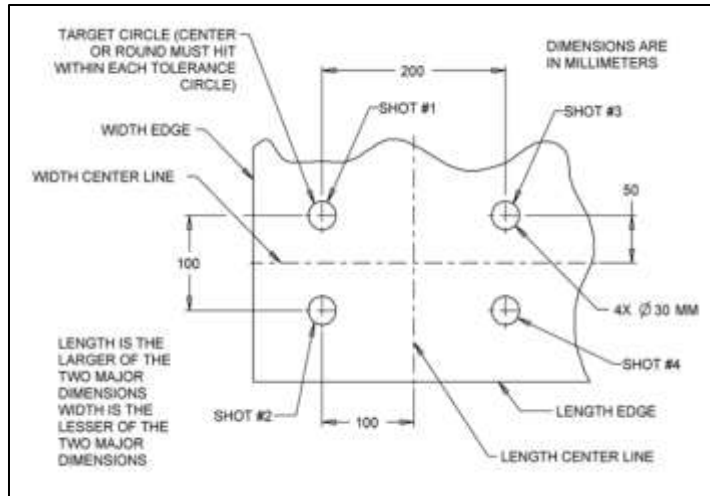 TARGET CIRCLE (CENTER
OR ROUND MUST HIT
WITHIN EACH TOLERANCE
CIRCLE)
DIMENSIONS ARE
IN MILLIMETERS
200
SHOT #1
SHOT #3
WIDTH EDGE
WIDTH CENTER LINE
50
100
4X Ø 30 MM
LENGTH IS THE
LARGER OF THE
TWO MAJOR
DIMENSIONS
WIDTH IS THE
LESSER OF THE
TWO MAJOR
DIMENSIONS
SHOT #4
SHOT #2
100
LENGTH EDGE
LENGTH CENTER LINE